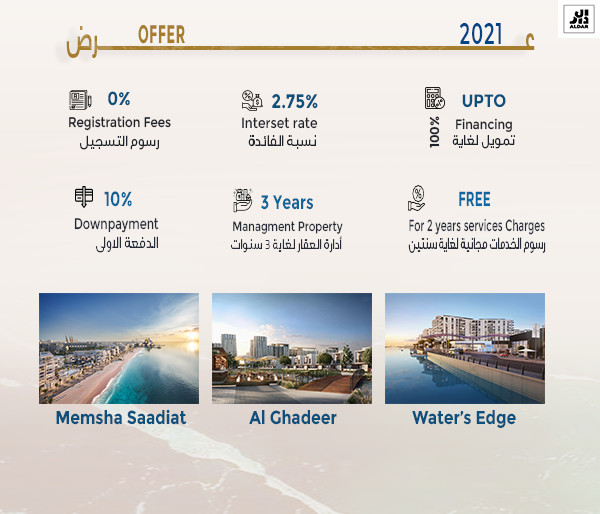 الدار
ALDAR
عـــرض OFFER 2021
0%
Registration Fees
رسوم التسجيل
2.75%
Interset rate
نسبة الفائدة
UPTO
100%
Financing
تمويل لغاية
10%
Downpayment
الدفعة الاولى
3 Years
Managment Property
أدارة العقار لغاية 3 سنوات
FREE
For 2 years services Charges
رسوم الخدمات مجانية لغاية سنتين
Memsha Saadiat
Al Ghadeer
Water's Edge